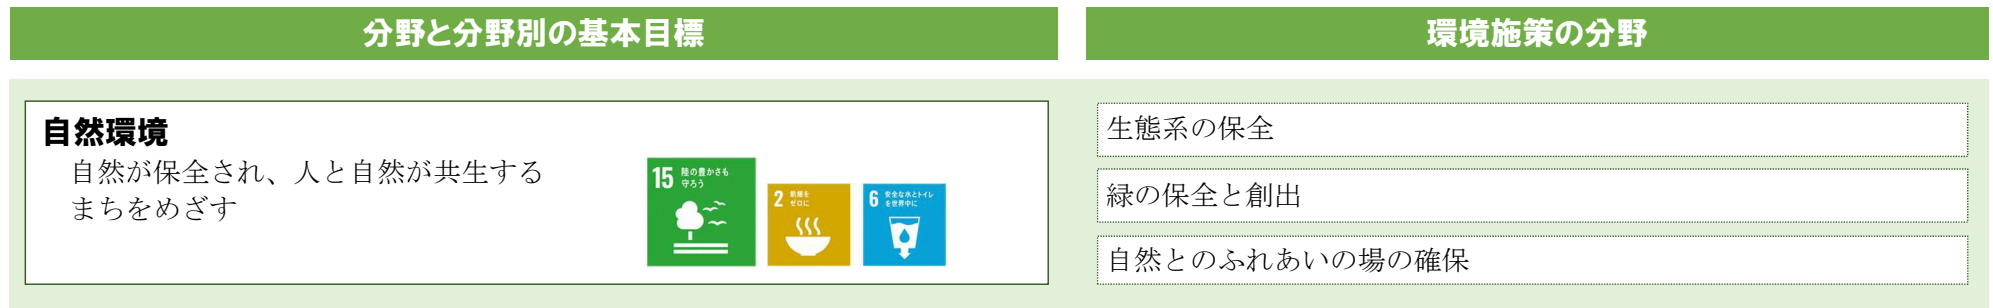 分野と分野別の基本目標
環境施策の分野
自然環境
自然が保全され、人と自然が共生する
まちをめざす
15 陸の豊かさも
守ろう
2 飢餓を
ゼロに
6 安全な水とトイレ
を世界中に
生態系の保全
緑の保全と創出
自然とのふれあいの場の確保